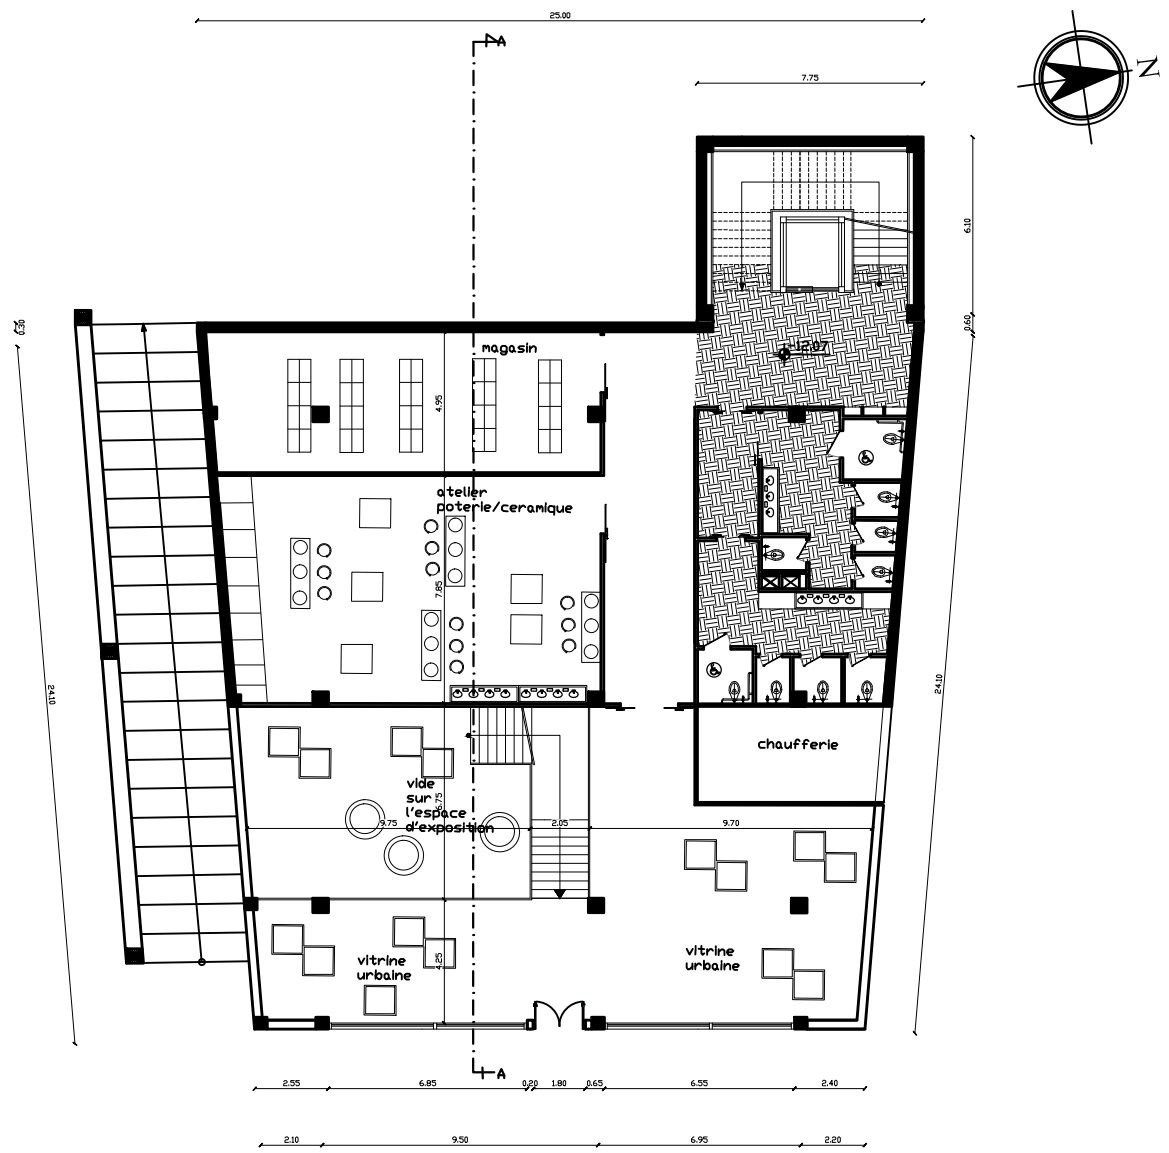 25.00
A
N
7.75
6.10
0.30
0.60
magasin
-12.07
4.95
atelier
poterie/ceramique
7.85
24.10
24.10
chaufferie
vide
sur
l'espace
d'exposition
6.75
9.75
2.05
9.70
vitrine
urbaine
4.25
vitrine
urbaine
A
2.55
6.85
0.20
1.80
0.65
6.55
2.40
2.10
9.50
6.95
2.20